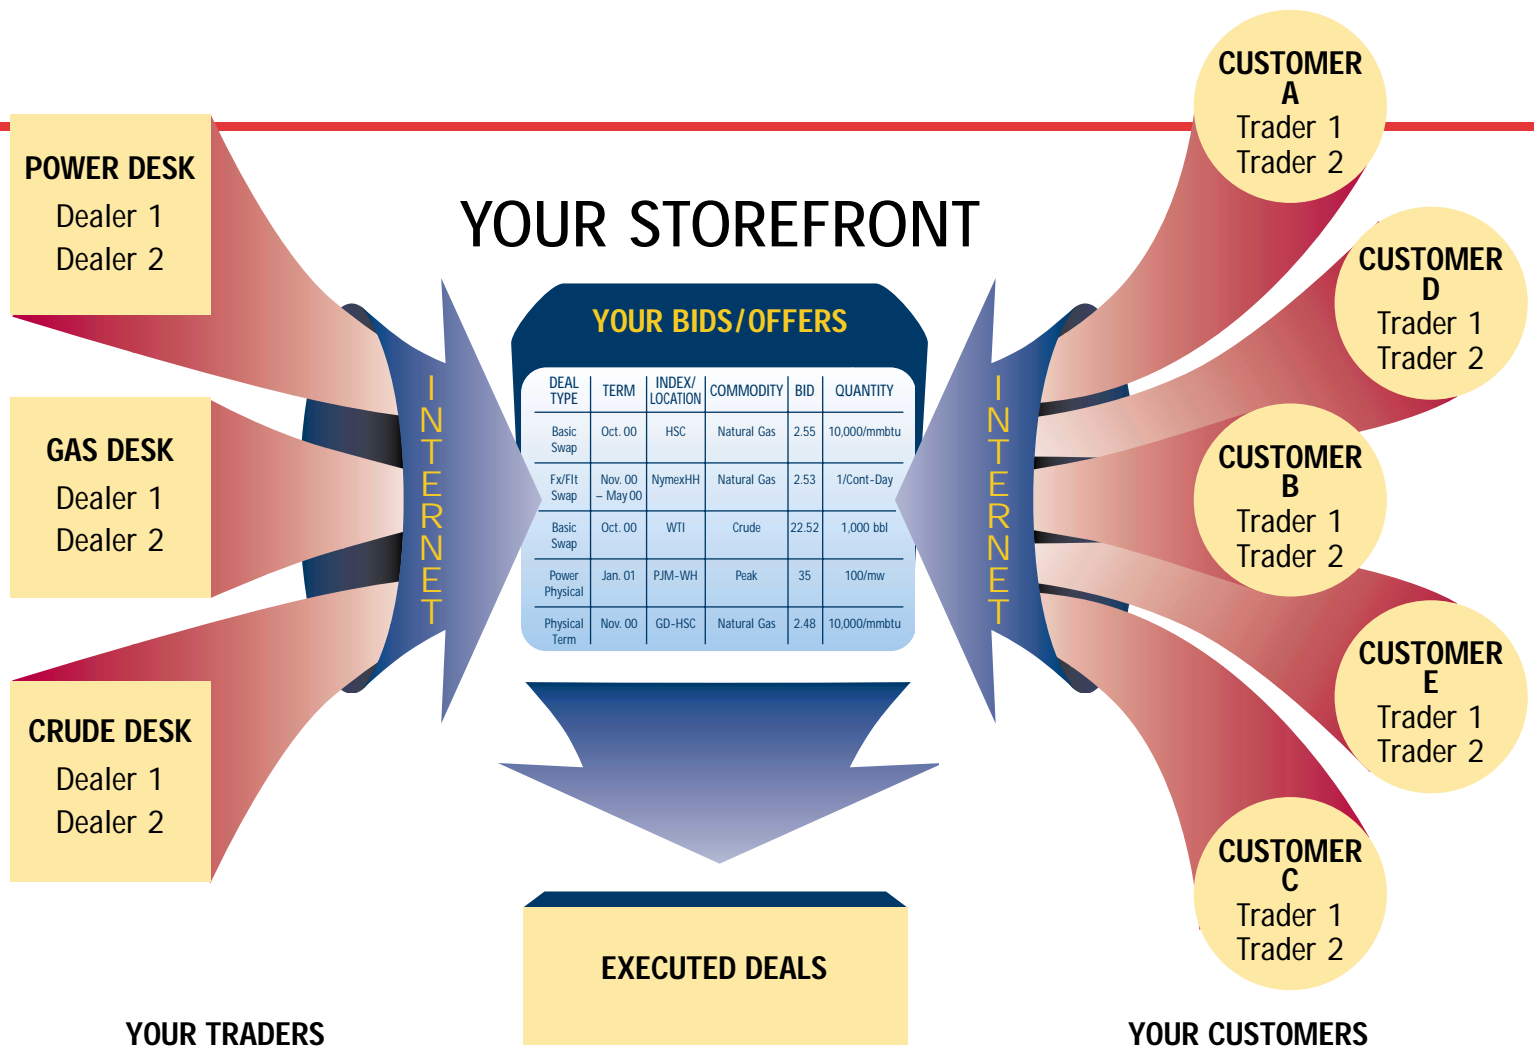 POWER DESK
Dealer 1
Dealer 2
GAS DESK
Dealer 1
Dealer 2
CRUDE DESK
Dealer 1
Dealer 2
YOUR TRADERS
INTERNET
YOUR STOREFRONT
YOUR BIDS/OFFERS
DEAL TYPE TERM INDEX/LOCATION COMMODITY BID QUANTITY
Basic Swap Oct. 00 HSC Natural Gas 2.55 10,000/mmbtu
Fx/Flt Swap Nov. 00 – May 00 NymexHH Natural Gas 2.53 1/Cont-Day
Basic Swap Oct. 00 WTI Crude 22.52 1,000 bbl
Power Physical Jan. 01 PJM-WH Peak 35 100/mw
Physical Term Nov. 00 GD-HSC Natural Gas 2.48 10,000/mmbtu
EXECUTED DEALS
INTERNET
CUSTOMER
A
Trader 1
Trader 2
CUSTOMER
D
Trader 1
Trader 2
CUSTOMER
B
Trader 1
Trader 2
CUSTOMER
E
Trader 1
Trader 2
CUSTOMER
C
Trader 1
Trader 2
YOUR CUSTOMERS